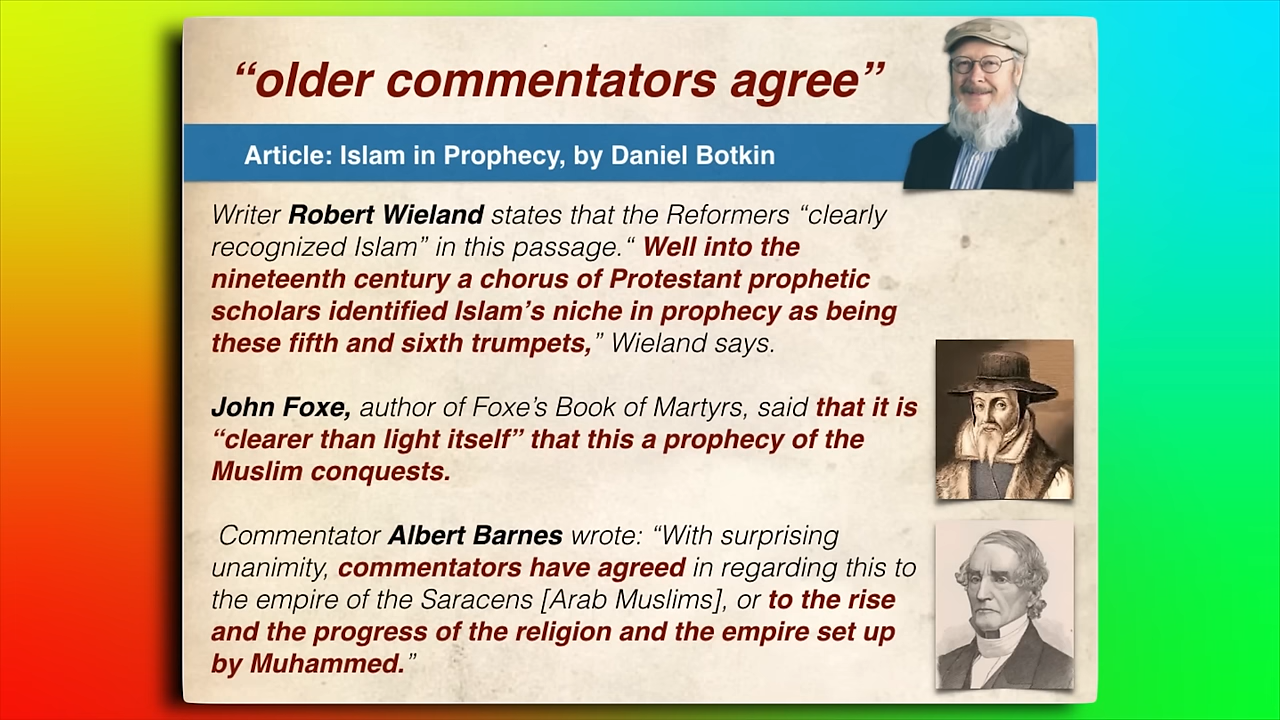 “older commentators agree”
Article: Islam in Prophecy, by Daniel Botkin
Writer Robert Wieland states that the Reformers “clearly
recognized Islam” in this passage.“ Well into the
nineteenth century a chorus of Protestant prophetic
scholars identified Islam’s niche in prophecy as being
these fifth and sixth trumpets,” Wieland says.
John Foxe, author of Foxe’s Book of Martyrs, said that it is
“clearer than light itself” that this a prophecy of the
Muslim conquests.
Commentator Albert Barnes wrote: “With surprising
unanimity, commentators have agreed in regarding this to
the empire of the Saracens [Arab Muslims], or to the rise
and the progress of the religion and the empire set up
by Muhammed.”